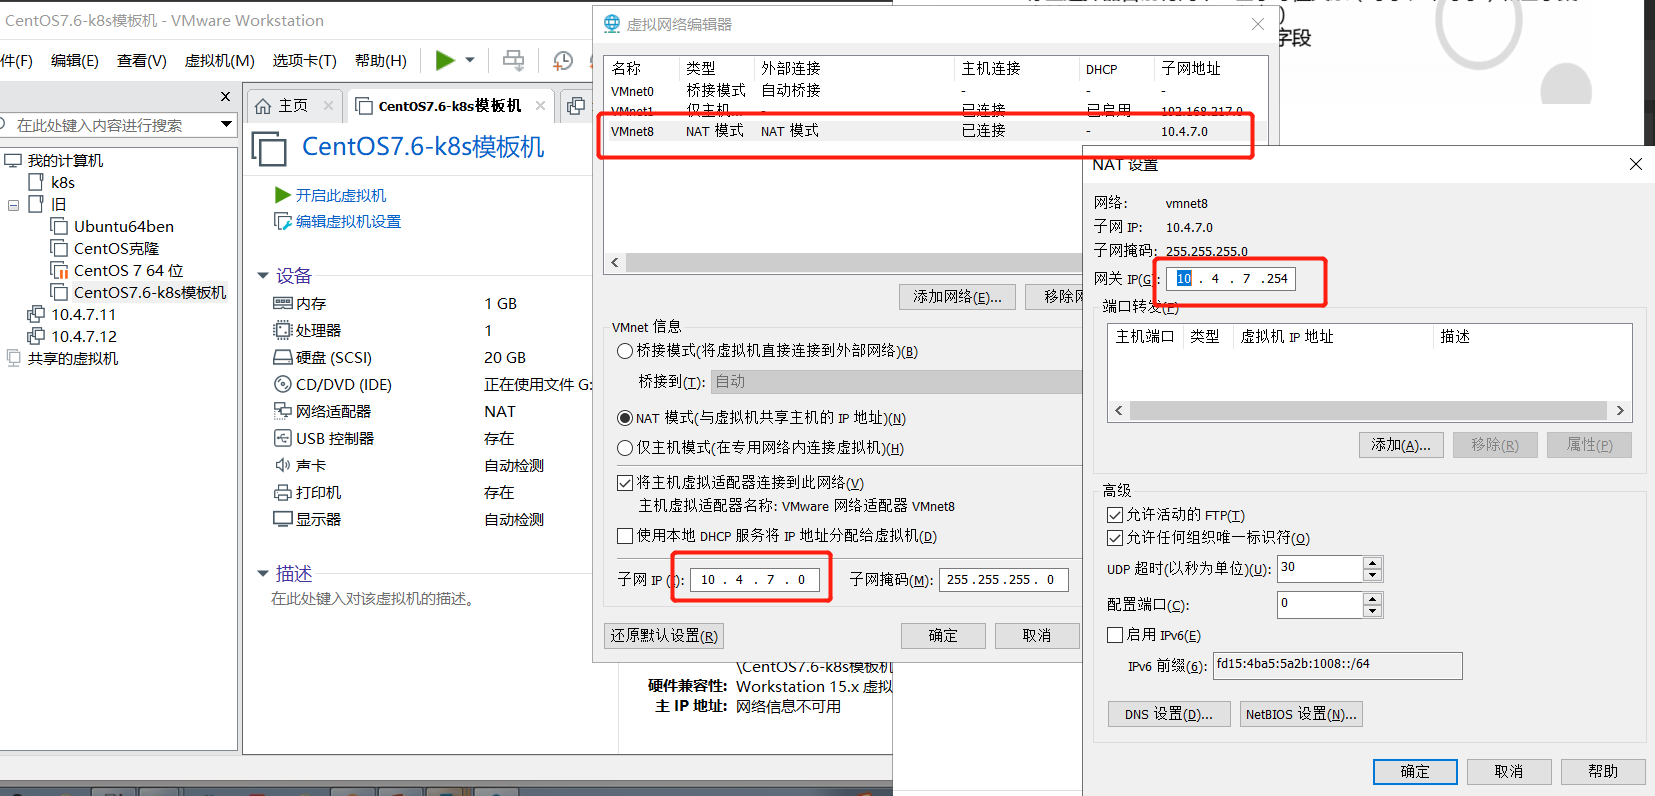 CentOS7.6-k8s模板机 - VMware Workstation
件(F) 编辑(E) 查看(V) 虚拟机(M) 选项卡(T) 帮助(H)
在此处键入内容进行搜索
我的计算机
k8s
旧
Ubuntu64ben
CentOS克隆
CentOS 7 64 位
CentOS7.6-k8s模板机
10.4.7.11
10.4.7.12
共享的虚拟机
主页
CentOS7.6-k8s模板机
CentOS7.6-k8s模板机
开启此虚拟机
编辑虚拟机设置
设备
内存 1 GB
处理器 1
硬盘 (SCSI) 20 GB
CD/DVD (IDE) 正在使用文件 G:
网络适配器 NAT
USB 控制器 存在
声卡 自动检测
打印机 存在
显示器 自动检测
描述
在此处键入对该虚拟机的描述。
\CentOS7.6-k8s模板机
硬件兼容性: Workstation 15.x 虚拟
主 IP 地址: 网络信息不可用
虚拟网络编辑器
名称 类型 外部连接 主机连接 DHCP 子网地址
VMnet0 桥接模式 自动桥接 - - -
VMnet1 仅主机... - 已连接 已启用 192.168.217.0
VMnet8 NAT 模式 NAT 模式 已连接 - 10.4.7.0
添加网络(E)... 移除网
VMnet 信息
桥接模式(将虚拟机直接连接到外部网络)(B)
桥接到(T): 自动
NAT 模式(与虚拟机共享主机的 IP 地址)(N)
仅主机模式(在专用网络内连接虚拟机)(H)
将主机虚拟适配器连接到此网络(V)
主机虚拟适配器名称: VMware 网络适配器 VMnet8
使用本地 DHCP 服务将 IP 地址分配给虚拟机(D)
子网 IP (I): 10 . 4 . 7 . 0 子网掩码(M): 255.255.255. 0
还原默认设置(R) 确定 取消
)
字段
NAT 设置
网络: vmnet8
子网 IP: 10.4.7.0
子网掩码: 255.255.255.0
网关 IP(G): 10 . 4 . 7 .254
端口转发(F)
主机端口 类型 虚拟机 IP 地址 描述
添加(A)... 移除(R) 属性(P)
高级
允许活动的 FTP(T)
允许任何组织唯一标识符(O)
UDP 超时(以秒为单位)(U): 30
配置端口(C): 0
启用 IPv6(E)
IPv6 前缀(6): fd15:4ba5:5a2b:1008::/64
DNS 设置(D)... NetBIOS 设置(N)...
确定 取消 帮助